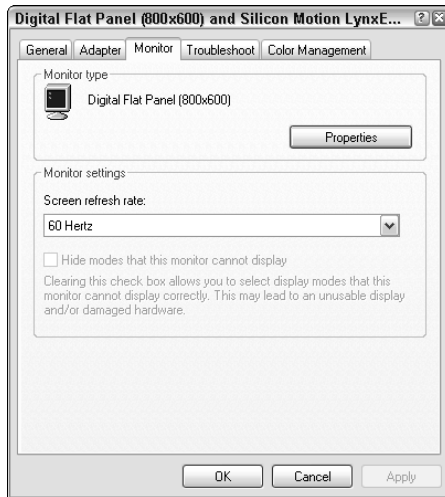 Digital Flat Panel (800x600) and Silicon Motion LynxE...
General Adapter Monitor Troubleshoot Color Management
Monitor type
Digital Flat Panel (800x600)
Properties
Monitor settings
Screen refresh rate:
60 Hertz
Hide modes that this monitor cannot display
Clearing this check box allows you to select display modes that this
monitor cannot display correctly. This may lead to an unusable display
and/or damaged hardware.
OK Cancel Apply